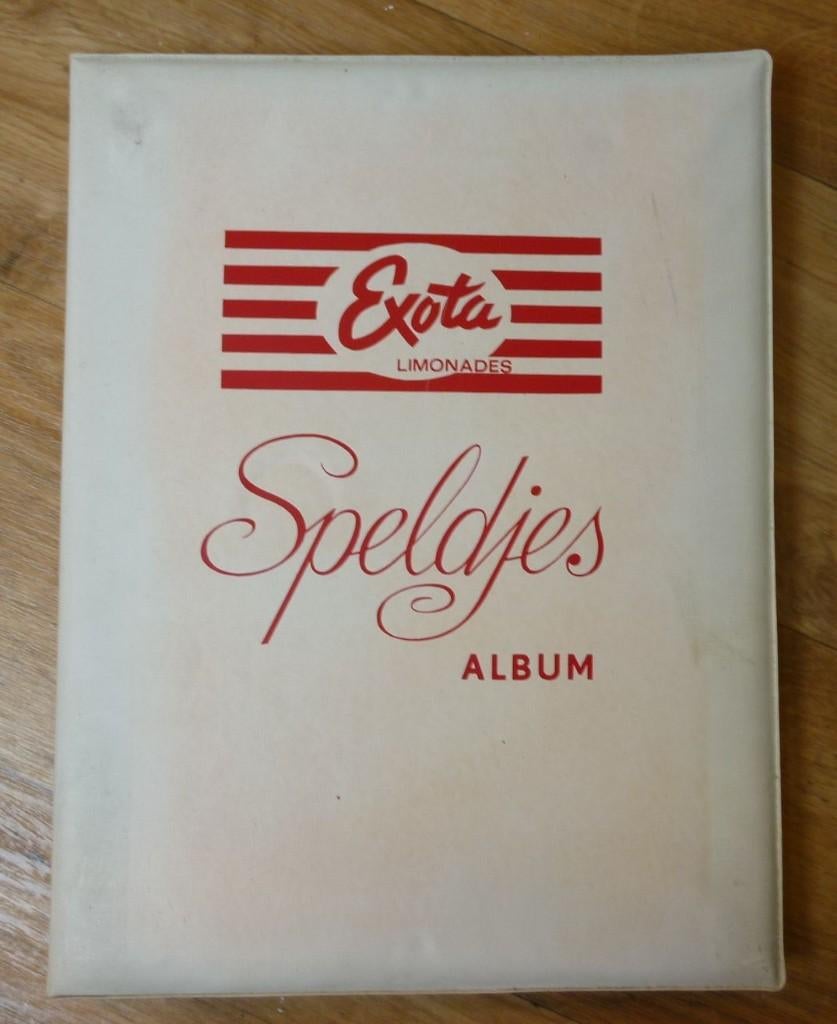 Exota
LIMONADES
Speldjes
ALBUM